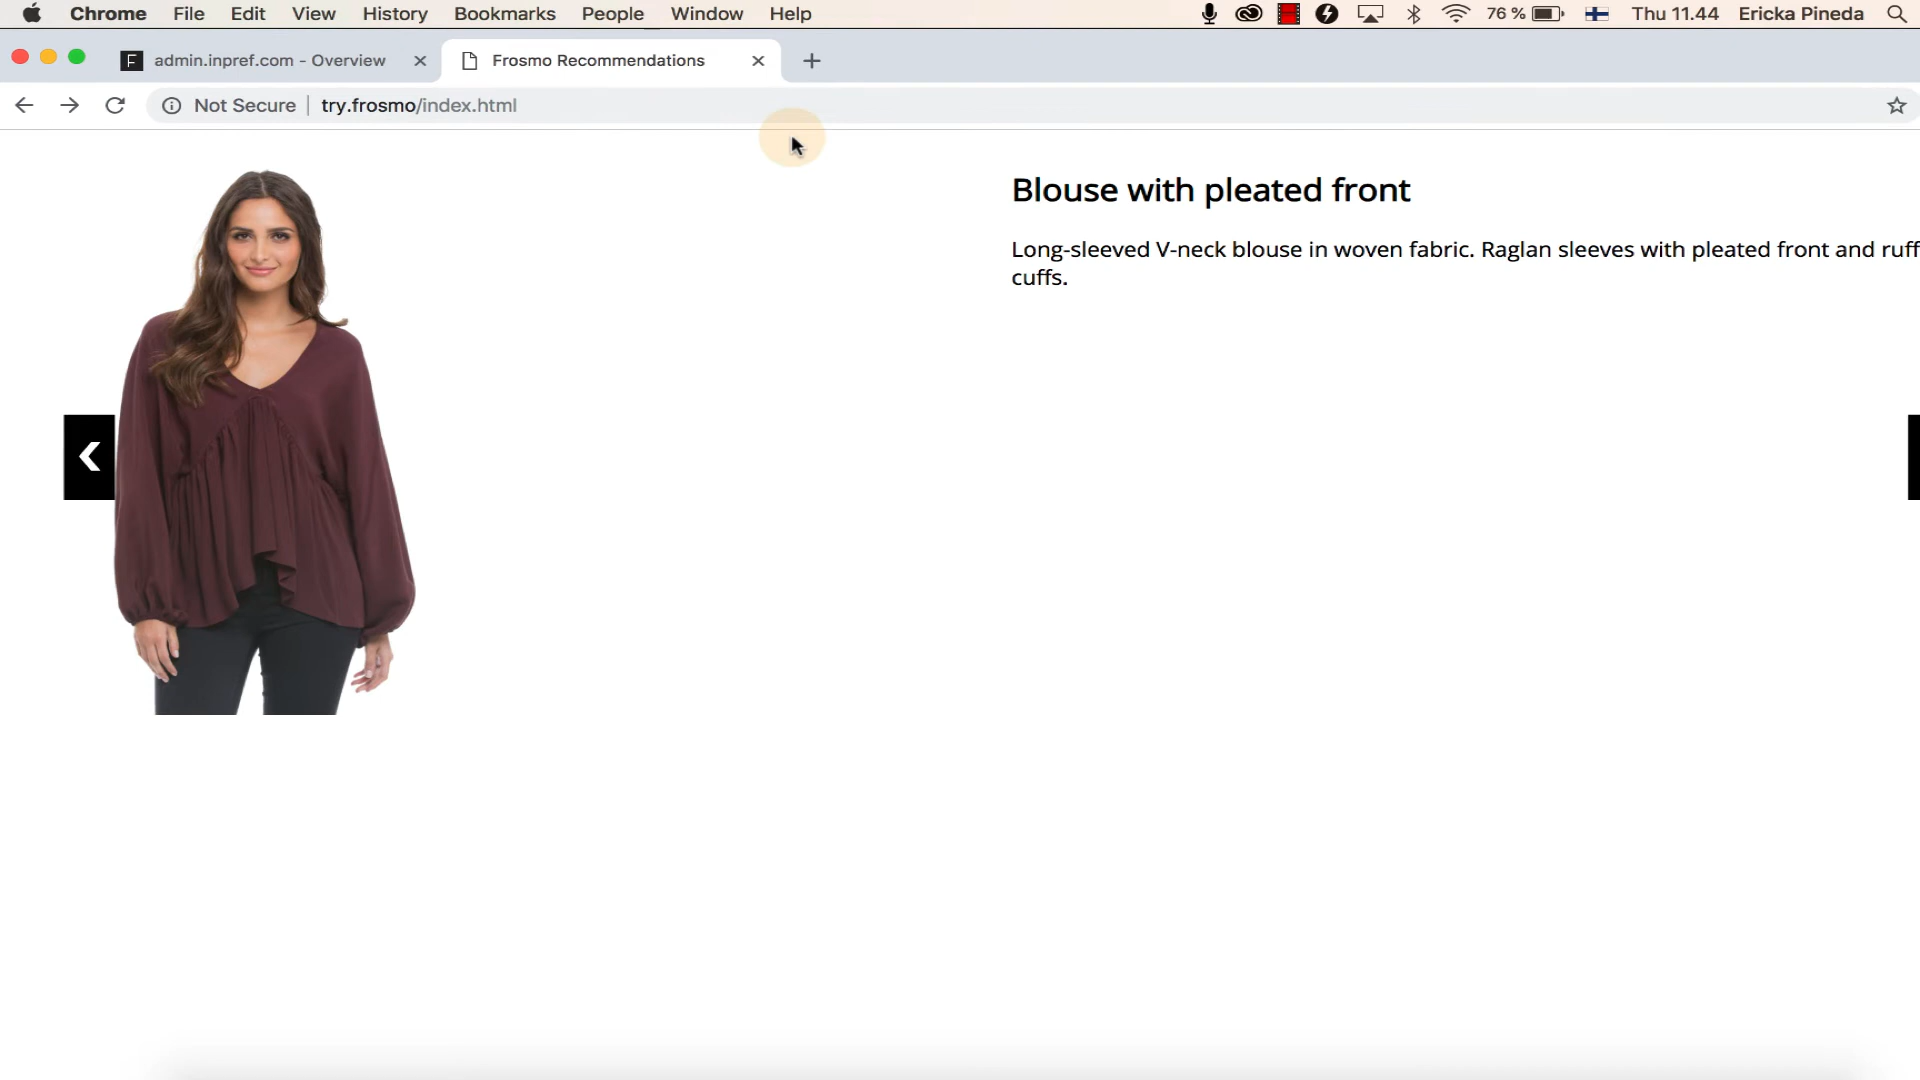 Chrome File Edit View History Bookmarks People Window Help 76 % Thu 11.44 Ericka Pineda
F admin.inpref.com - Overview Frosmo Recommendations
Not Secure try.frosmo/index.html
Blouse with pleated front
Long-sleeved V-neck blouse in woven fabric. Raglan sleeves with pleated front and ruff
cuffs.